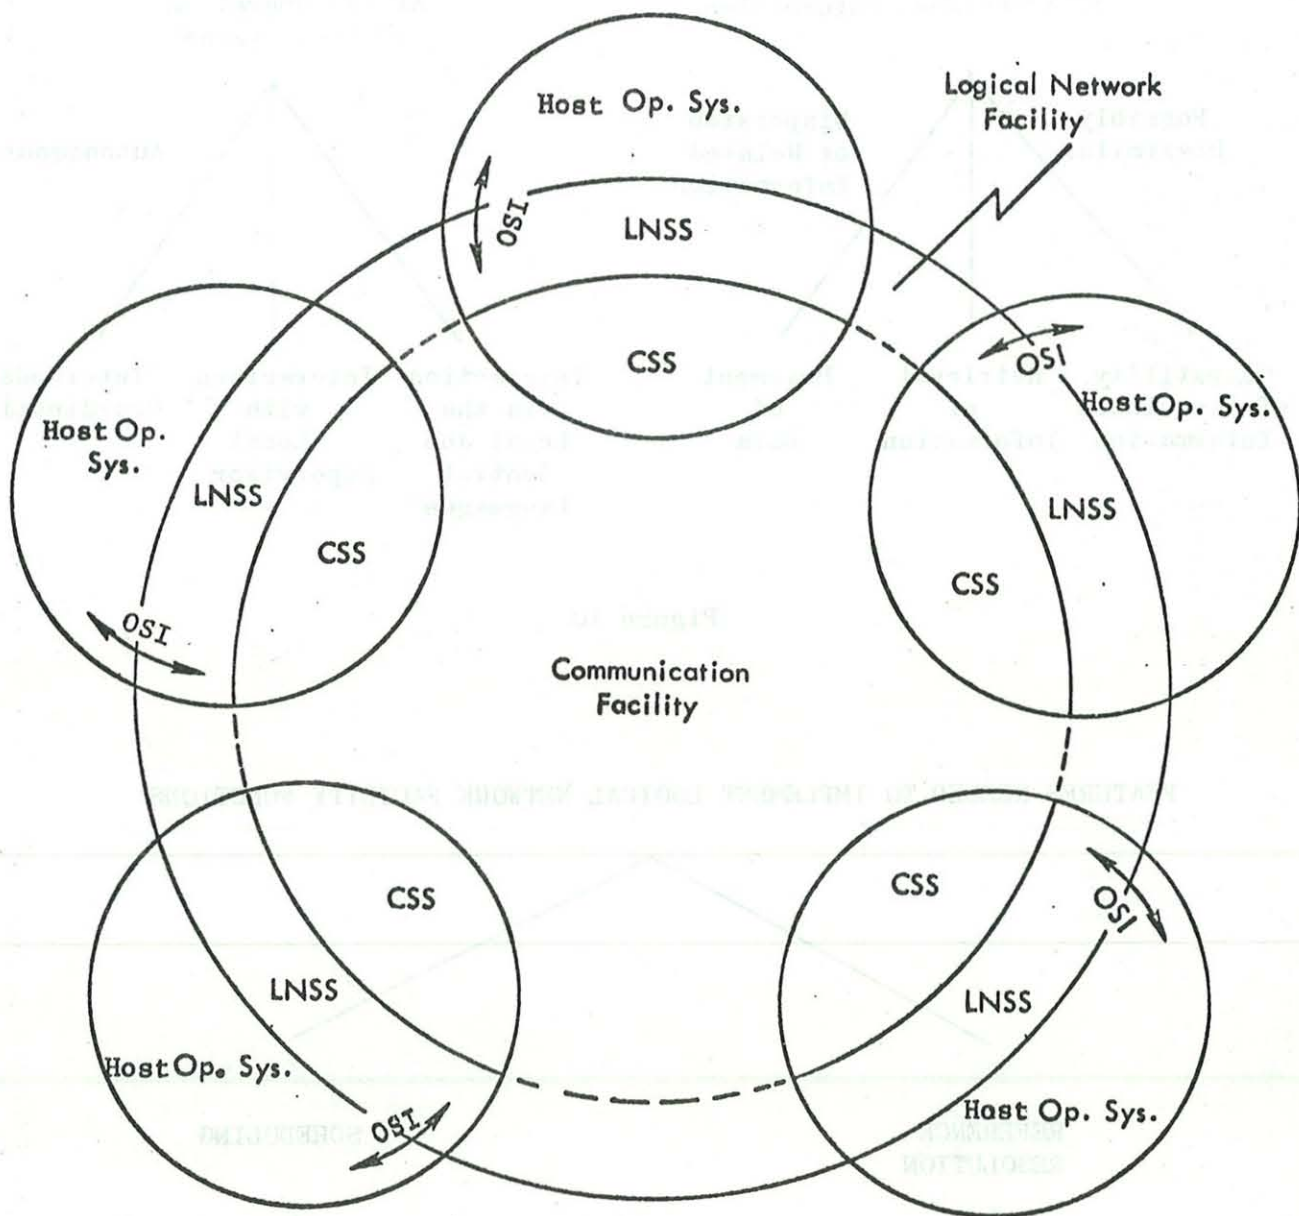 Host Op. Sys.
Logical Network
Facility
OSI
LNSS
CSS
OSI
Host Op. Sys.
LNSS
CSS
Host Op.
Sys.
LNSS
CSS
OSI
Communication
Facility
CSS
LNSS
Host Op. Sys.
OSI
CSS
OSI
LNSS
Host Op. Sys.